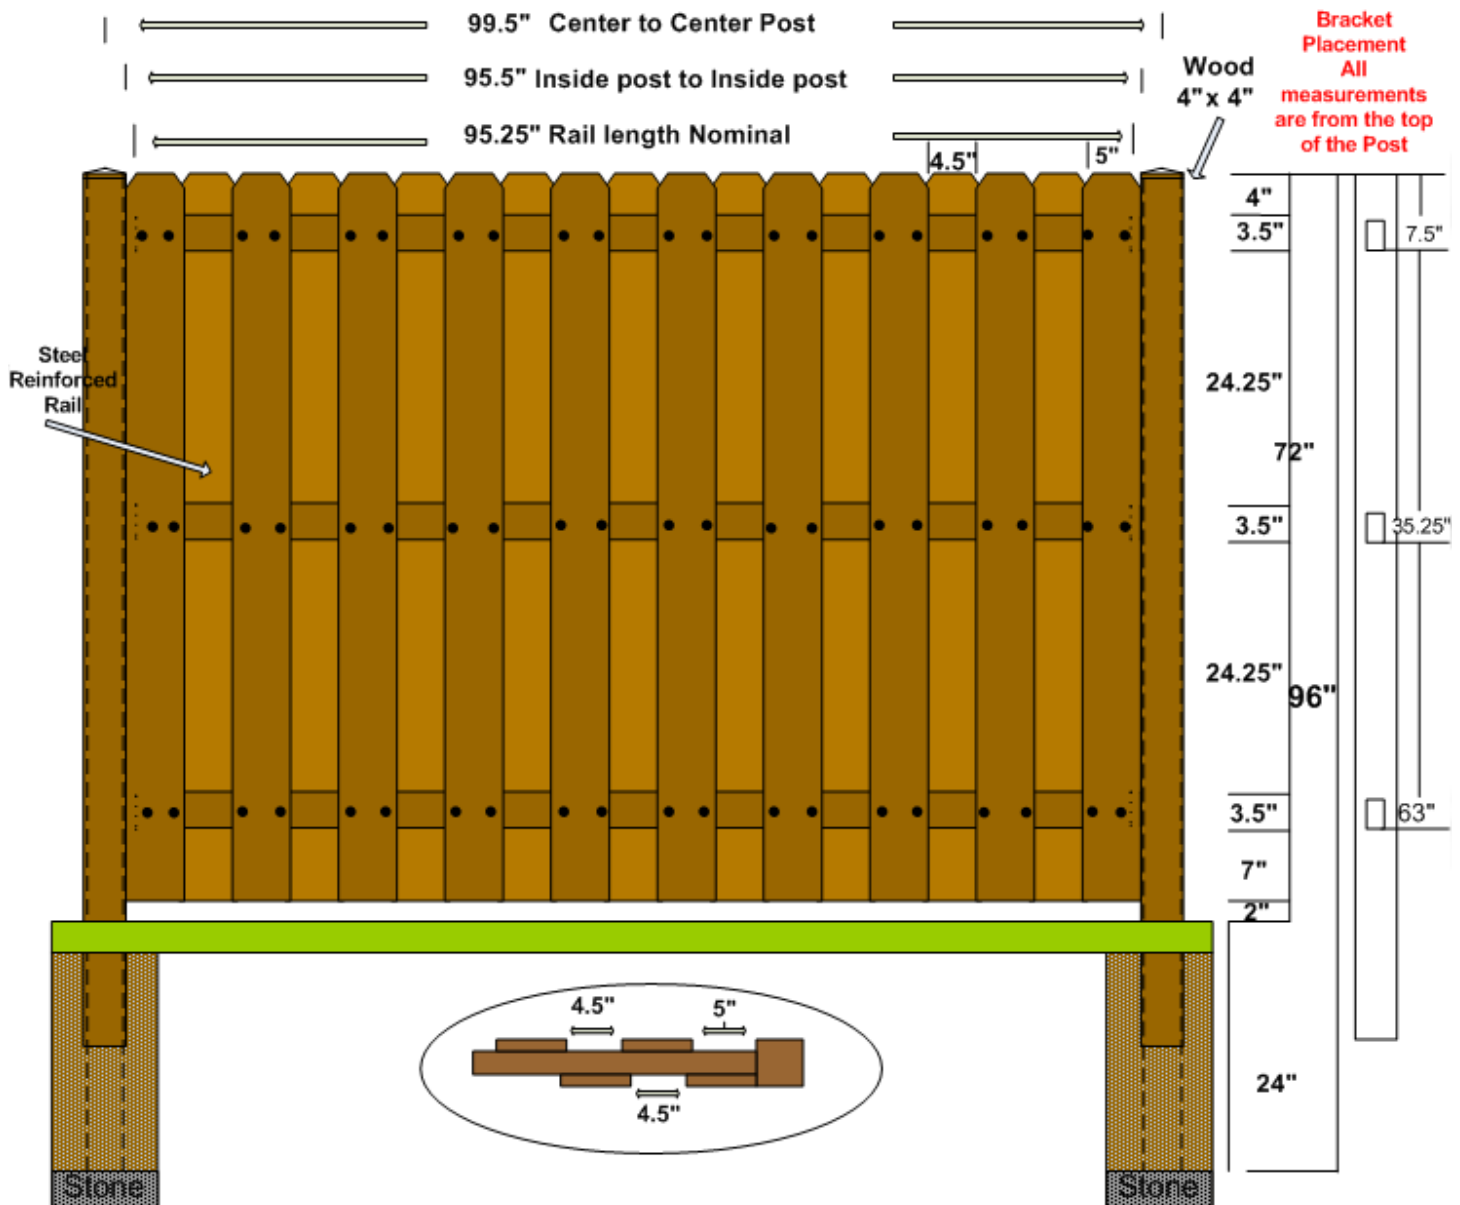 99.5" Center to Center Post
95.5" Inside post to Inside post
95.25" Rail length Nominal
4.5"
5"
Wood
4"x 4"
Bracket
Placement
All
measurements
are from the top
of the Post
4"
3.5"
7.5"
Steel
Reinforced
Rail
24.25"
72"
3.5"
35.25"
24.25"
96"
3.5"
63"
7"
2"
4.5"
5"
4.5"
24"
Stone
Stone